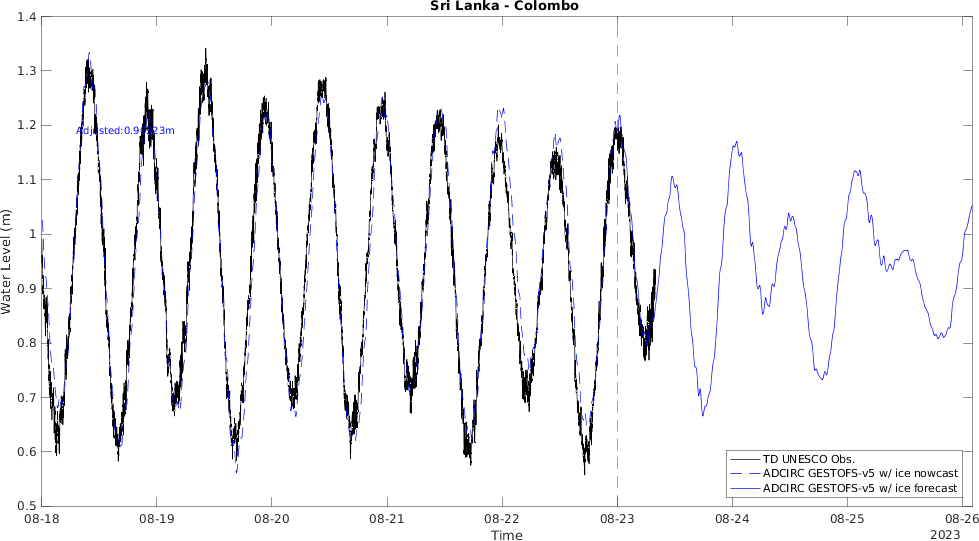 Sri Lanka - Colombo
1.4
1.3
1.2
1.1
1
0.9
0.8
0.7
0.6
0.5
Water Level (m)
TD UNESCO Obs.
ADCIRC GESTOFS-v5 w/ ice nowcast
ADCIRC GESTOFS-v5 w/ ice forecast
08-18 08-19 08-20 08-21 08-22 08-23 08-24 08-25 08-26
Time
2023